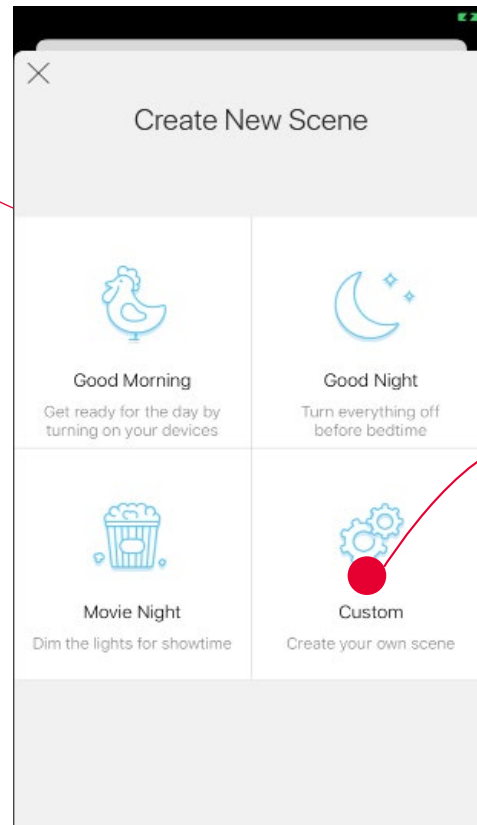 Create New Scene
Good Morning
Get ready for the day by
turning on your devices
Good Night
Turn everything off
before bedtime
Movie Night
Dim the lights for showtime
Custom
Create your own scene